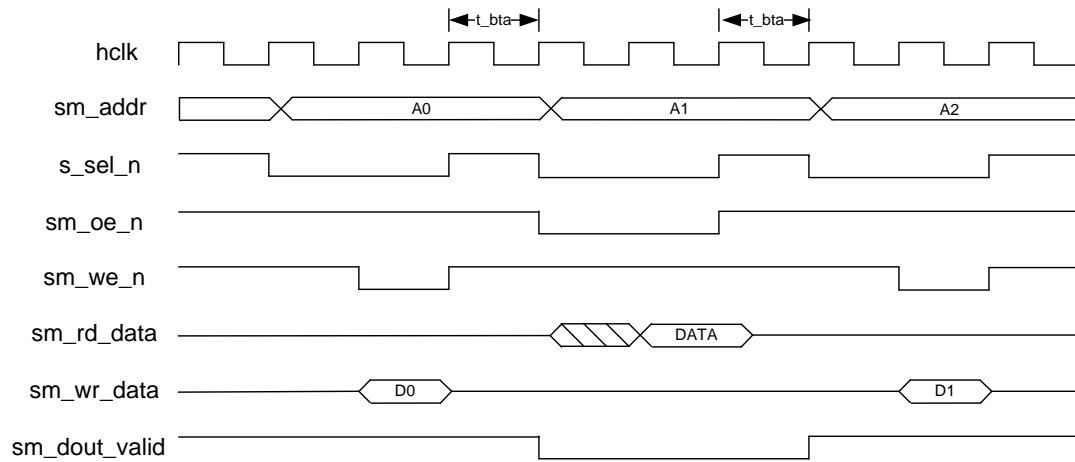 t_bta t_bta
hclk
sm_addr A0 A1 A2
s_sel_n
sm_oe_n
sm_we_n
sm_rd_data DATA
sm_wr_data D0 D1
sm_dout_valid